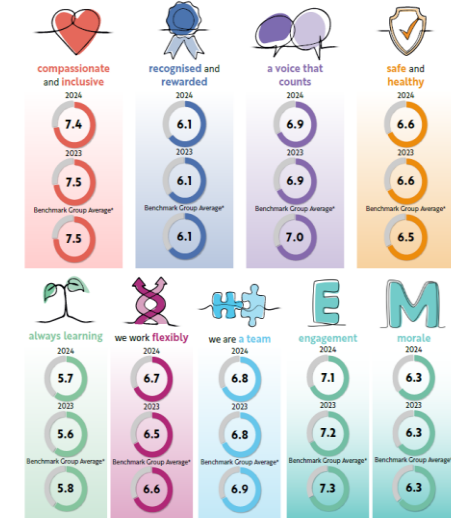 compassionate
and inclusive
2024
7.4
2023
7.5
Benchmark Group Average*
7.5
recognised and
rewarded
2024
6.1
2023
6.1
Benchmark Group Average*
6.1
a voice that
counts
2024
6.9
2023
6.9
Benchmark Group Average*
7.0
safe and
healthy
2024
6.6
2023
6.6
Benchmark Group Average*
6.5
always learning
2024
5.7
2023
5.6
Benchmark Group Average*
5.8
we work flexibly
2024
6.7
2023
6.5
Benchmark Group Average*
6.6
we are a team
2024
6.8
2023
6.8
Benchmark Group Average*
6.9
E
engagement
2024
7.1
2023
7.2
Benchmark Group Average*
7.3
M
morale
2024
6.3
2023
6.3
Benchmark Group Average*
6.3